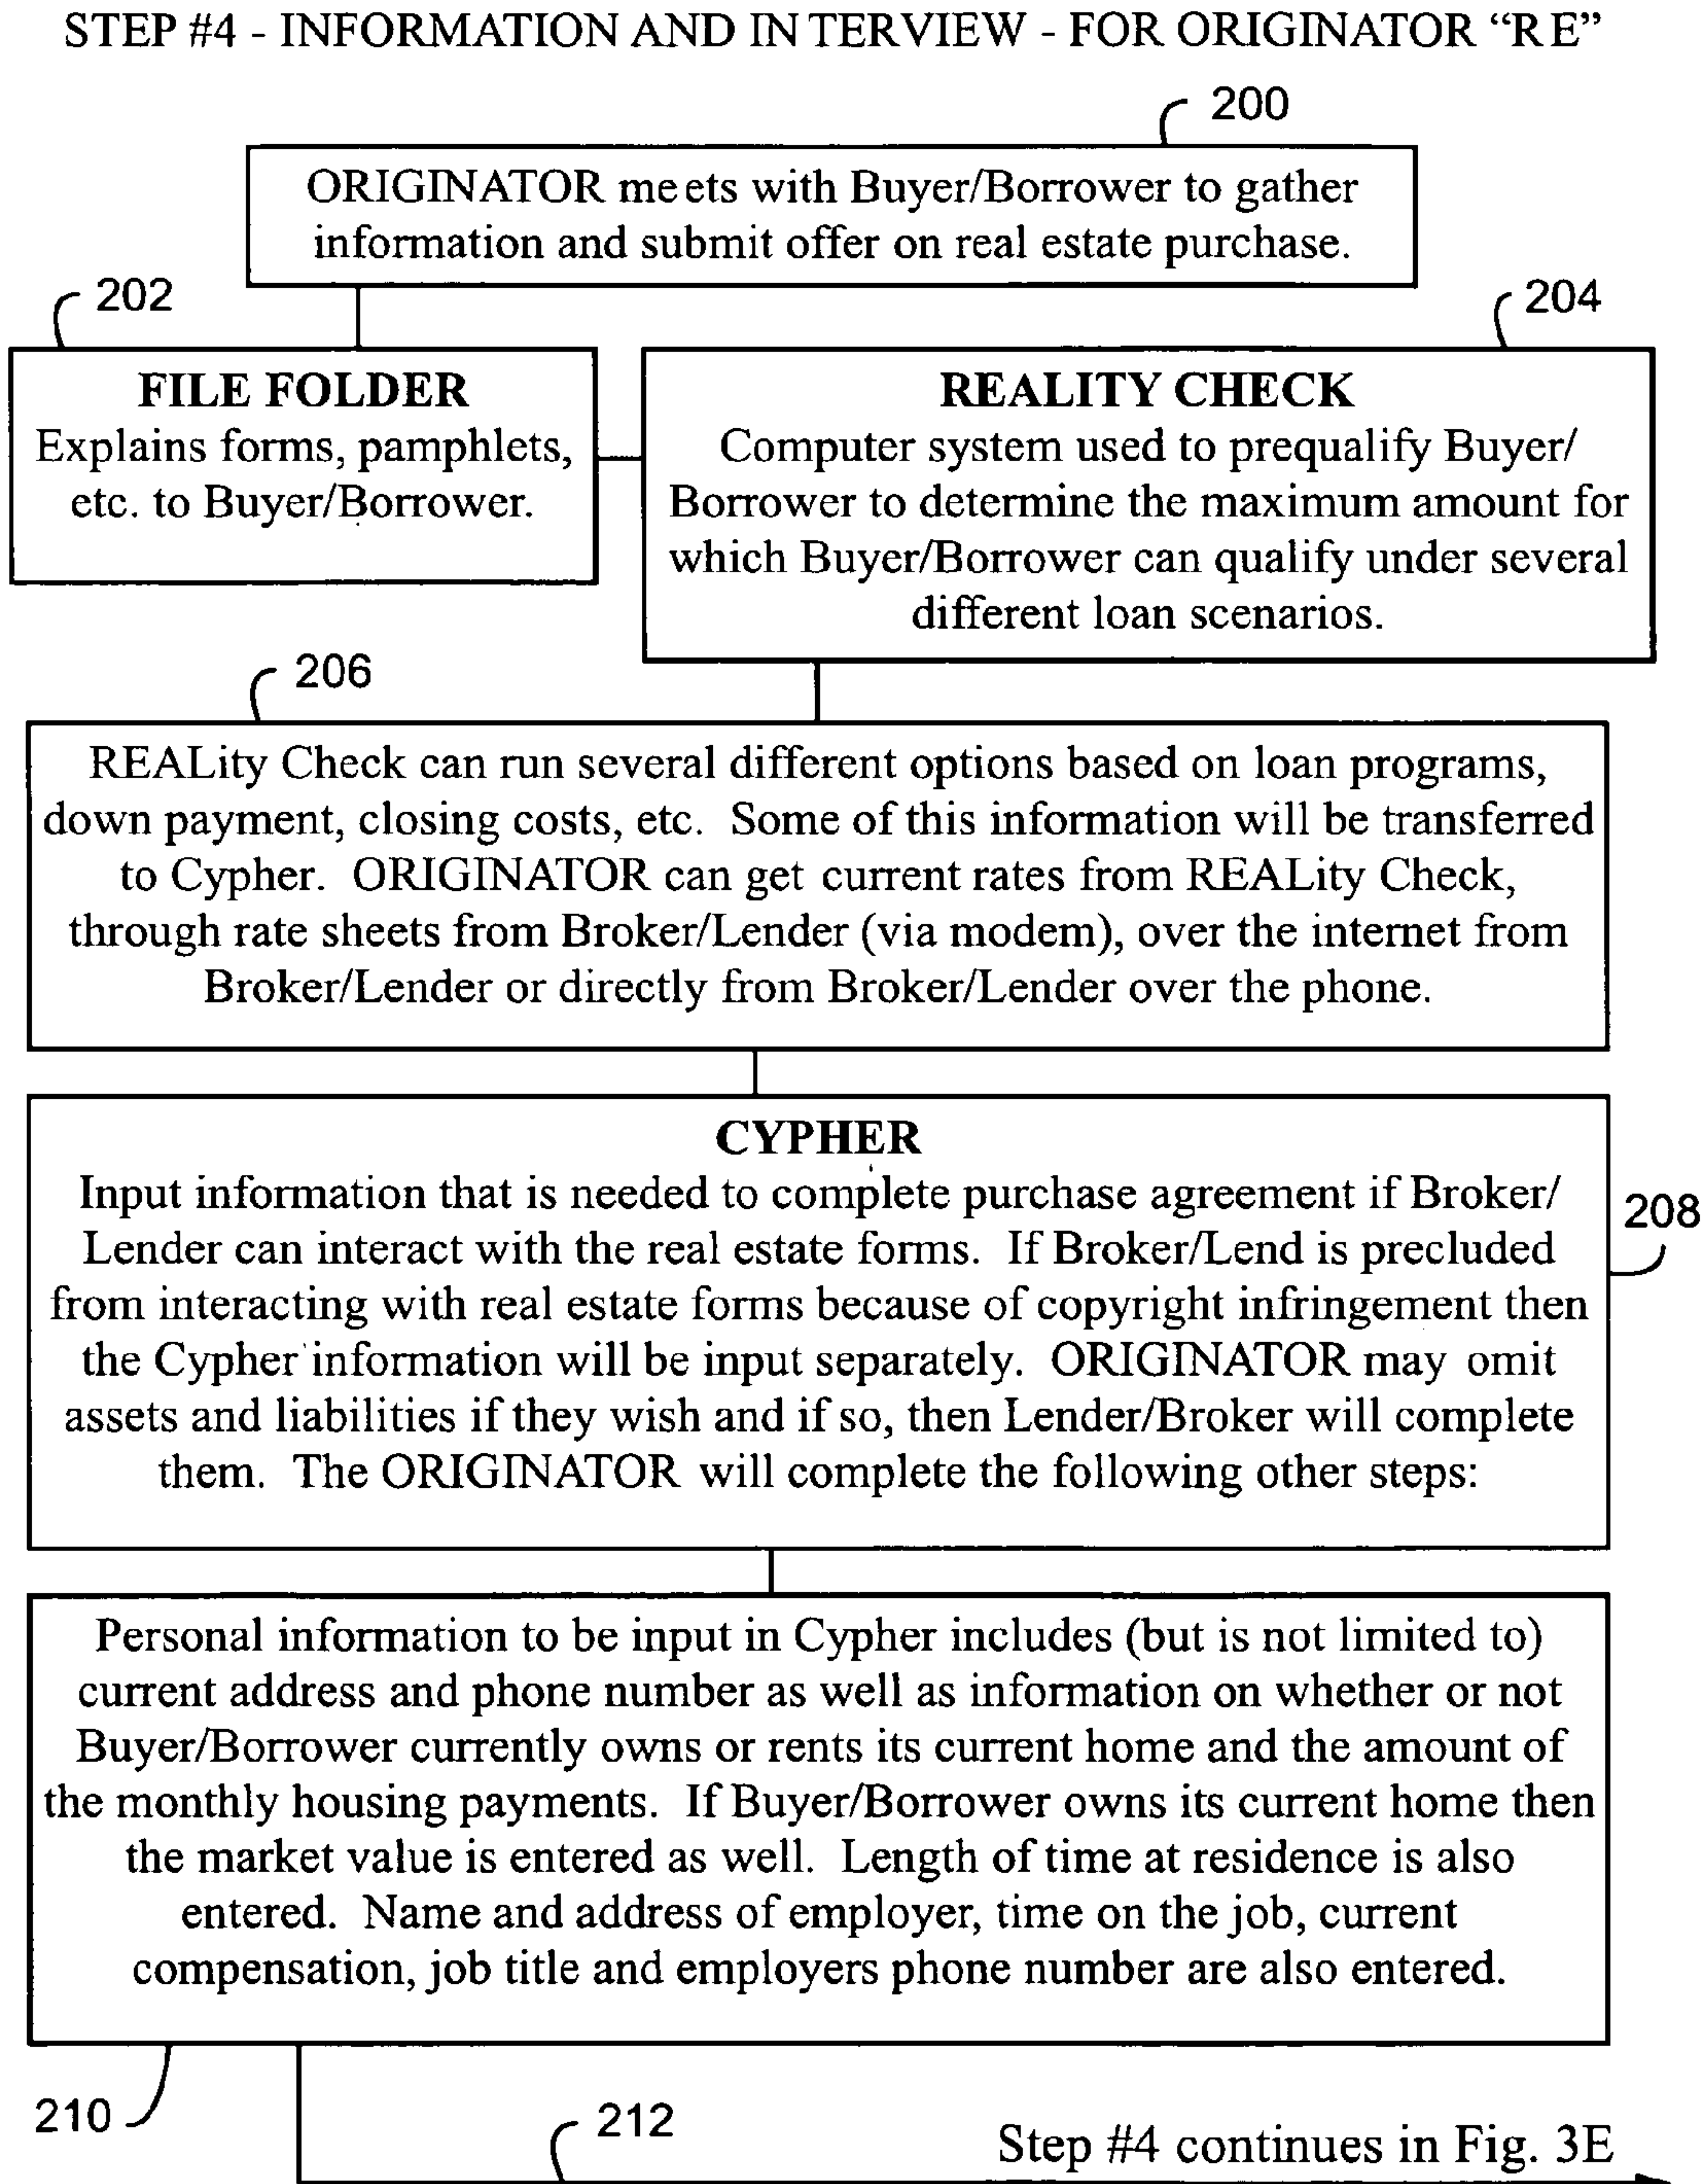 STEP #4 - INFORMATION AND INTERVIEW - FOR ORIGINATOR “RE”
200
ORIGINATOR meets with Buyer/Borrower to gather
information and submit offer on real estate purchase.
202
204
FILE FOLDER
Explains forms, pamphlets,
etc. to Buyer/Borrower.
REALITY CHECK
Computer system used to prequalify Buyer/
Borrower to determine the maximum amount for
which Buyer/Borrower can qualify under several
different loan scenarios.
206
REALity Check can run several different options based on loan programs,
down payment, closing costs, etc. Some of this information will be transferred
to Cypher. ORIGINATOR can get current rates from REALity Check,
through rate sheets from Broker/Lender (via modem), over the internet from
Broker/Lender or directly from Broker/Lender over the phone.
CYPHER
Input information that is needed to complete purchase agreement if Broker/
Lender can interact with the real estate forms. If Broker/Lend is precluded
from interacting with real estate forms because of copyright infringement then
the Cypher information will be input separately. ORIGINATOR may omit
assets and liabilities if they wish and if so, then Lender/Broker will complete
them. The ORIGINATOR will complete the following other steps:
208
Personal information to be input in Cypher includes (but is not limited to)
current address and phone number as well as information on whether or not
Buyer/Borrower currently owns or rents its current home and the amount of
the monthly housing payments. If Buyer/Borrower owns its current home then
the market value is entered as well. Length of time at residence is also
entered. Name and address of employer, time on the job, current
compensation, job title and employers phone number are also entered.
210
212
Step #4 continues in Fig. 3E